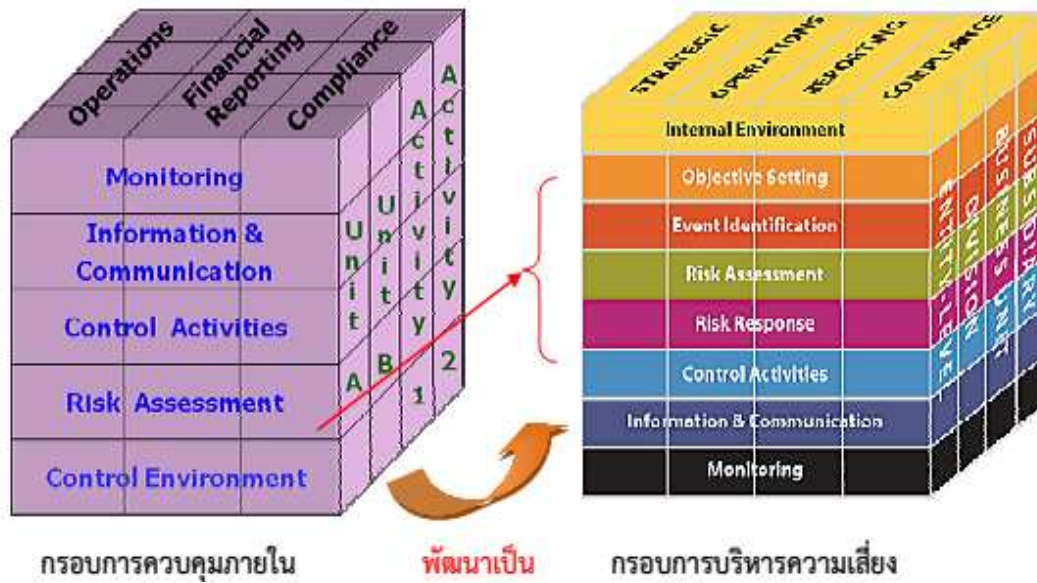 Operations
Financial
Reporting
Compliance
Monitoring
Information &
Communication
Control Activities
Risk Assessment
Control Environment
Unit A
Unit B
Activity 1
Activity 2
STRATEGIC
OPERATIONS
REPORTING
COMPLIANCE
Internal Environment
Objective Setting
Event Identification
Risk Assessment
Risk Response
Control Activities
Information & Communication
Monitoring
ENTITY-LEVEL
DIVISION
BUSINESS UNIT
SUBSIDIARY
กรอบการควบคุมภายใน
พัฒนาเป็น
กรอบการบริหารความเสี่ยง